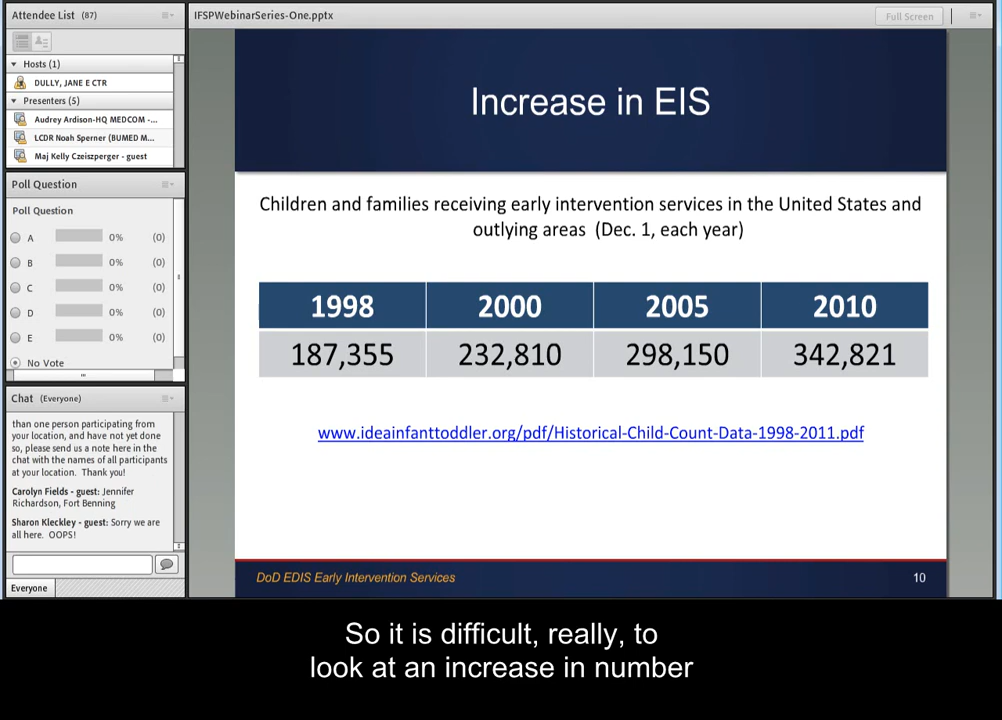 Attendee List (87)
Hosts (1)
DULLY, JANE E CTR
Presenters (5)
Audrey Ardison-HQ MEDCOM -...
LCDR Noah Sperner (BUMED M...
Maj Kelly Czeiszperger - guest
Poll Question
Poll Question
A 0% (0)
B 0% (0)
C 0% (0)
D 0% (0)
E 0% (0)
No Vote
Chat (Everyone)
than one person participating from
your location, and have not yet done
so, please send us a note here in the
chat with the names of all participants
at your location. Thank you!
Carolyn Fields - guest: Jennifer
Richardson, Fort Benning
Sharon Kleckley - guest: Sorry we are
all here. OOPS!
Everyone
IFSPWebinarSeries-One.pptx
Full Screen
Increase in EIS
Children and families receiving early intervention services in the United States and
outlying areas (Dec. 1, each year)
1998 2000 2005 2010
187,355 232,810 298,150 342,821
www.ideainfanttoddler.org/pdf/Historical-Child-Count-Data-1998-2011.pdf
DoD EDIS Early Intervention Services
10
So it is difficult, really, to
look at an increase in number